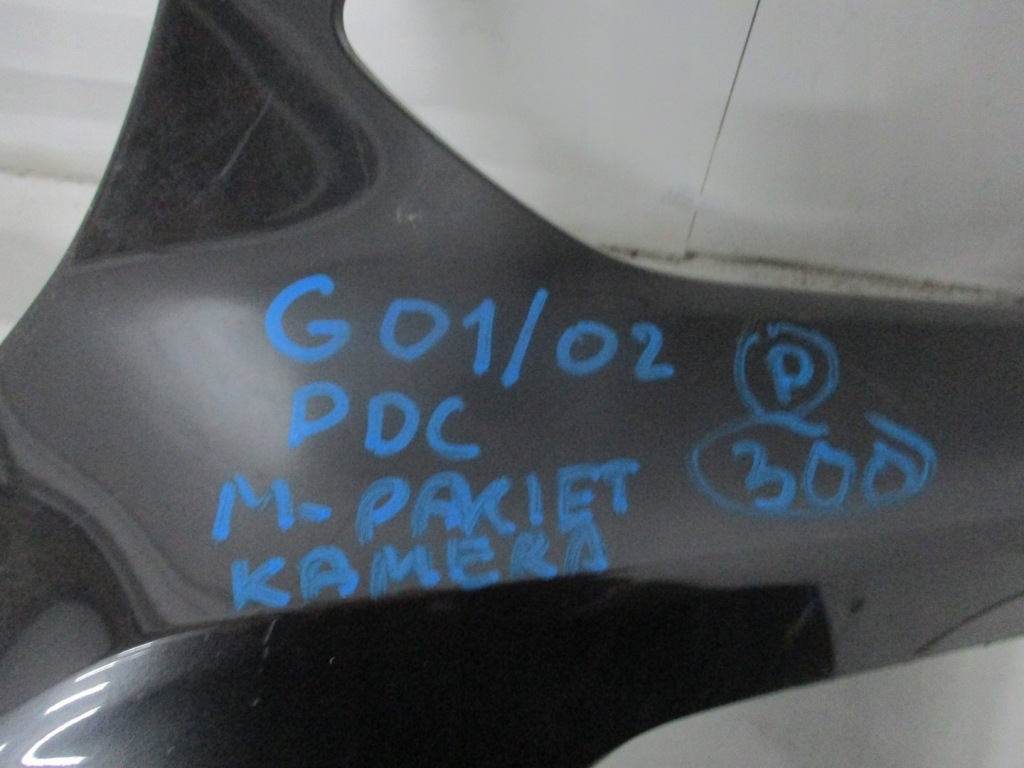 G01/02
PDC
M-PAKIET
KAMERA
P
300